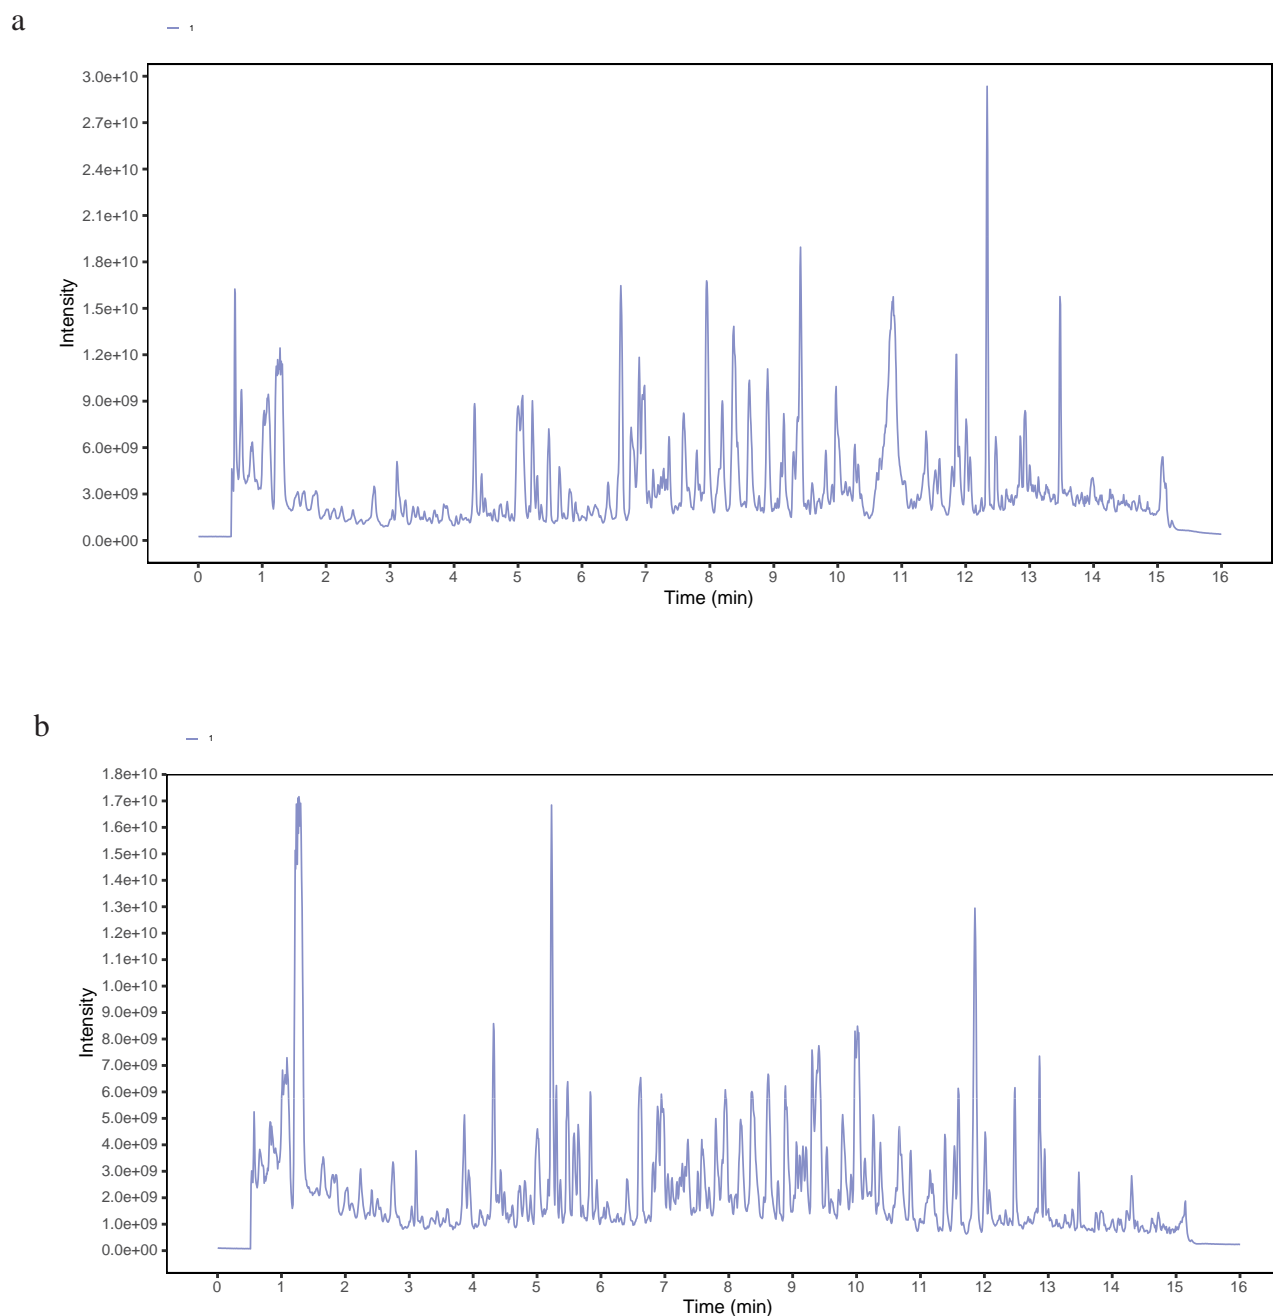 a
1
3.0e+10
2.7e+10
2.4e+10
2.1e+10
1.8e+10
1.5e+10
1.2e+10
9.0e+09
6.0e+09
3.0e+09
0.0e+00
Intensity
0 1 2 3 4 5 6 7 8 9 10 11 12 13 14 15 16
Time (min)
b
1
1.8e+10
1.7e+10
1.6e+10
1.5e+10
1.4e+10
1.3e+10
1.2e+10
1.1e+10
1.0e+10
9.0e+09
8.0e+09
7.0e+09
6.0e+09
5.0e+09
4.0e+09
3.0e+09
2.0e+09
1.0e+09
0.0e+00
Intensity
0 1 2 3 4 5 6 7 8 9 10 11 12 13 14 15 16
Time (min)